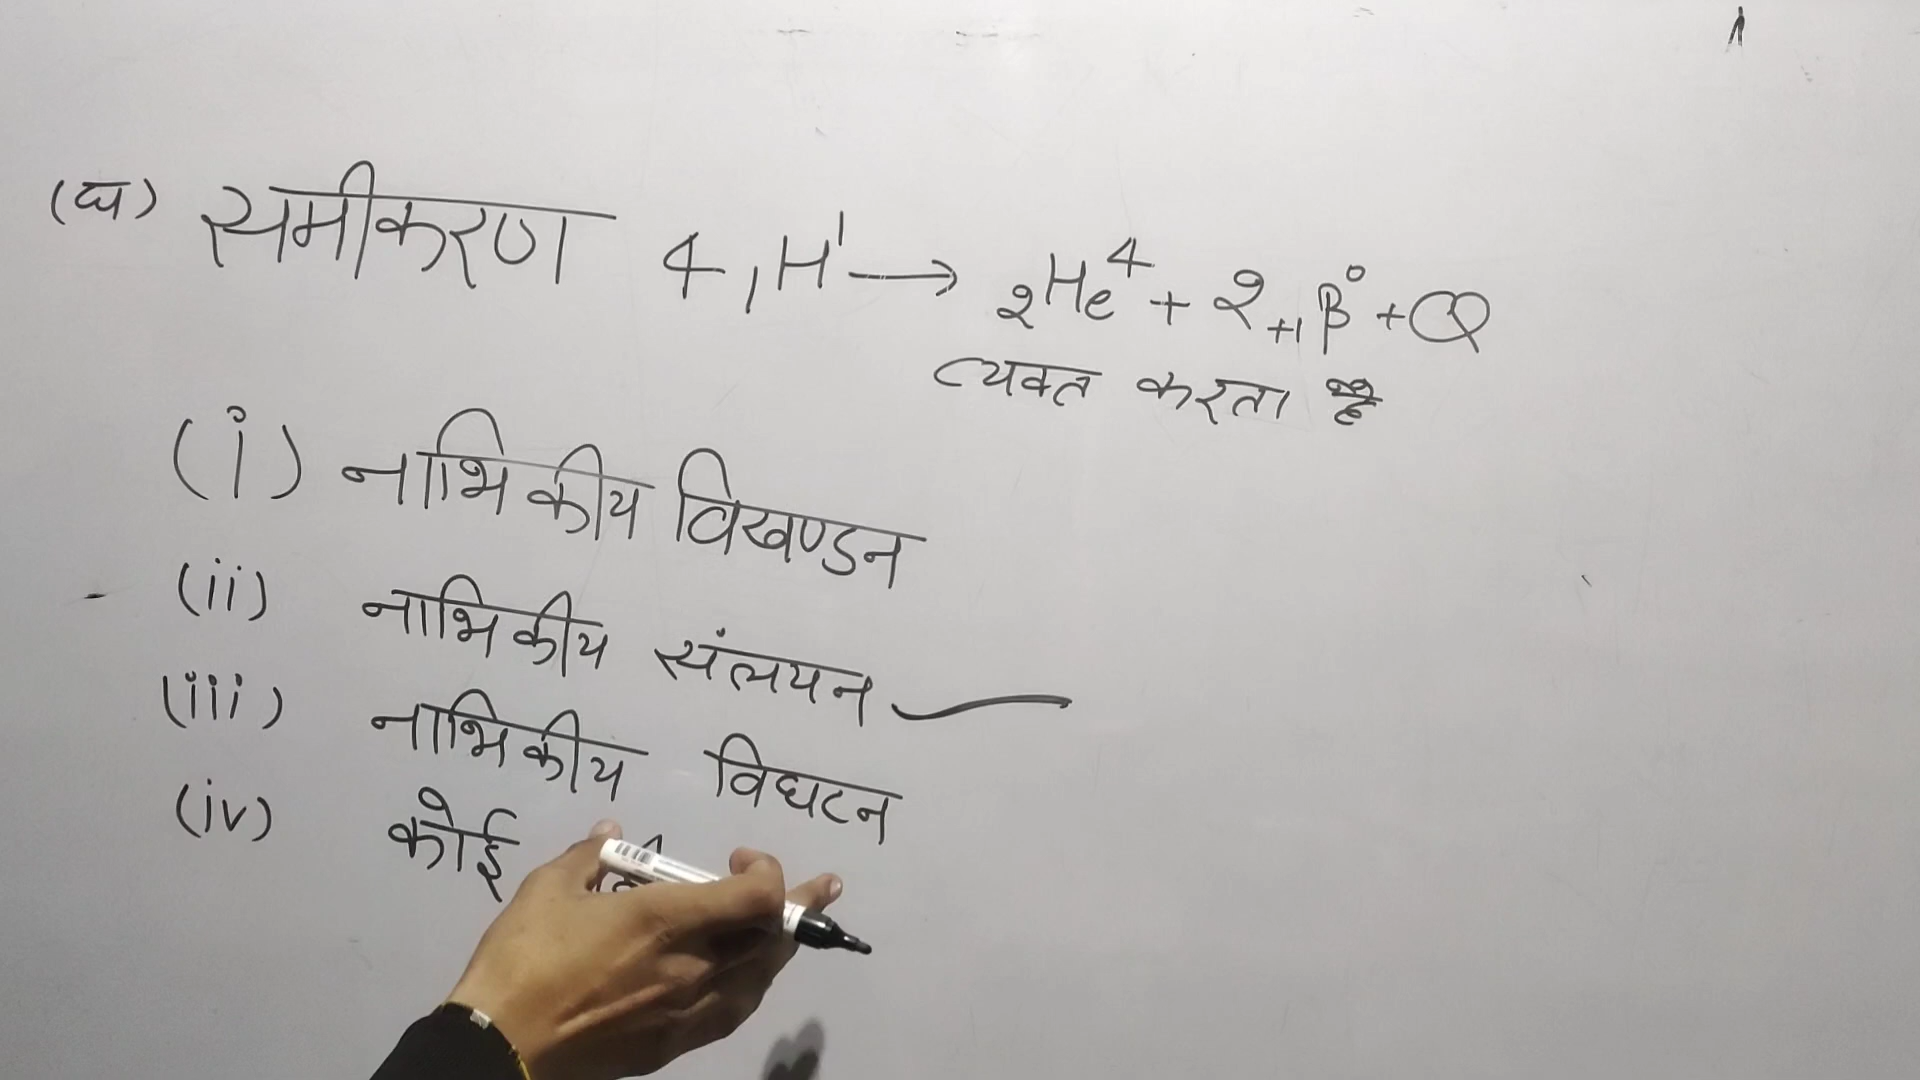 (घ) समीकरण 4 ₁H¹ → ₂He⁴ + 2 ₊₁β⁰ + Q
व्यक्त करता है
(i) नाभिकीय विखण्डन
(ii) नाभिकीय संलयन
(iii) नाभिकीय विघटन
(iv) कोई